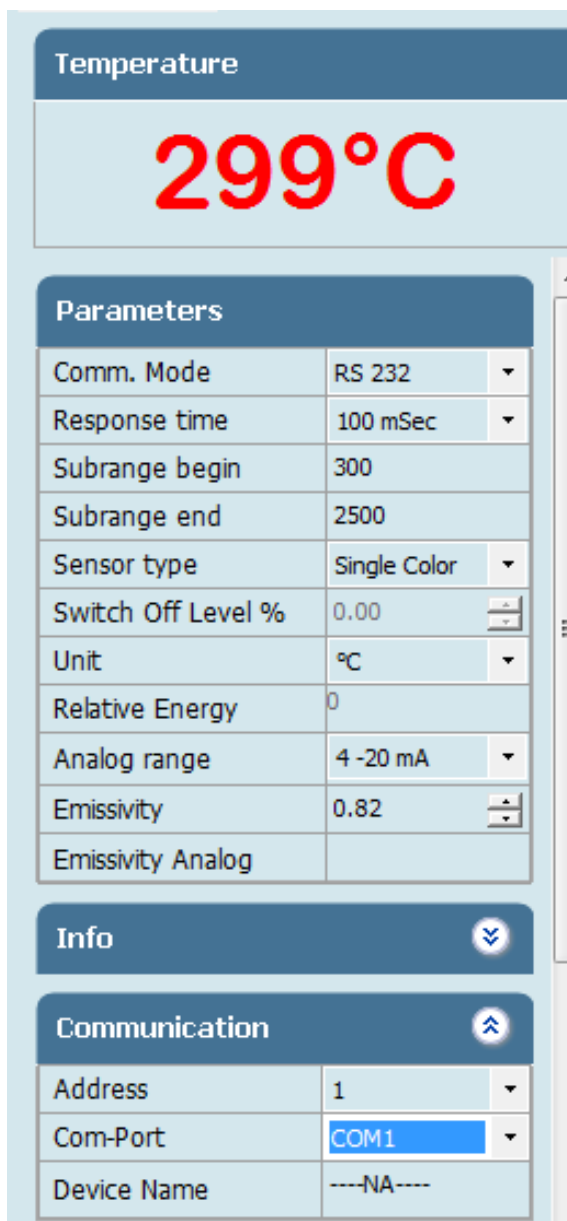 Temperature
299°C
Parameters
Comm. Mode RS 232
Response time 100 mSec
Subrange begin 300
Subrange end 2500
Sensor type Single Color
Switch Off Level % 0.00
Unit ºC
Relative Energy 0
Analog range 4 -20 mA
Emissivity 0.82
Emissivity Analog
Info
Communication
Address 1
Com-Port COM1
Device Name ----NA----